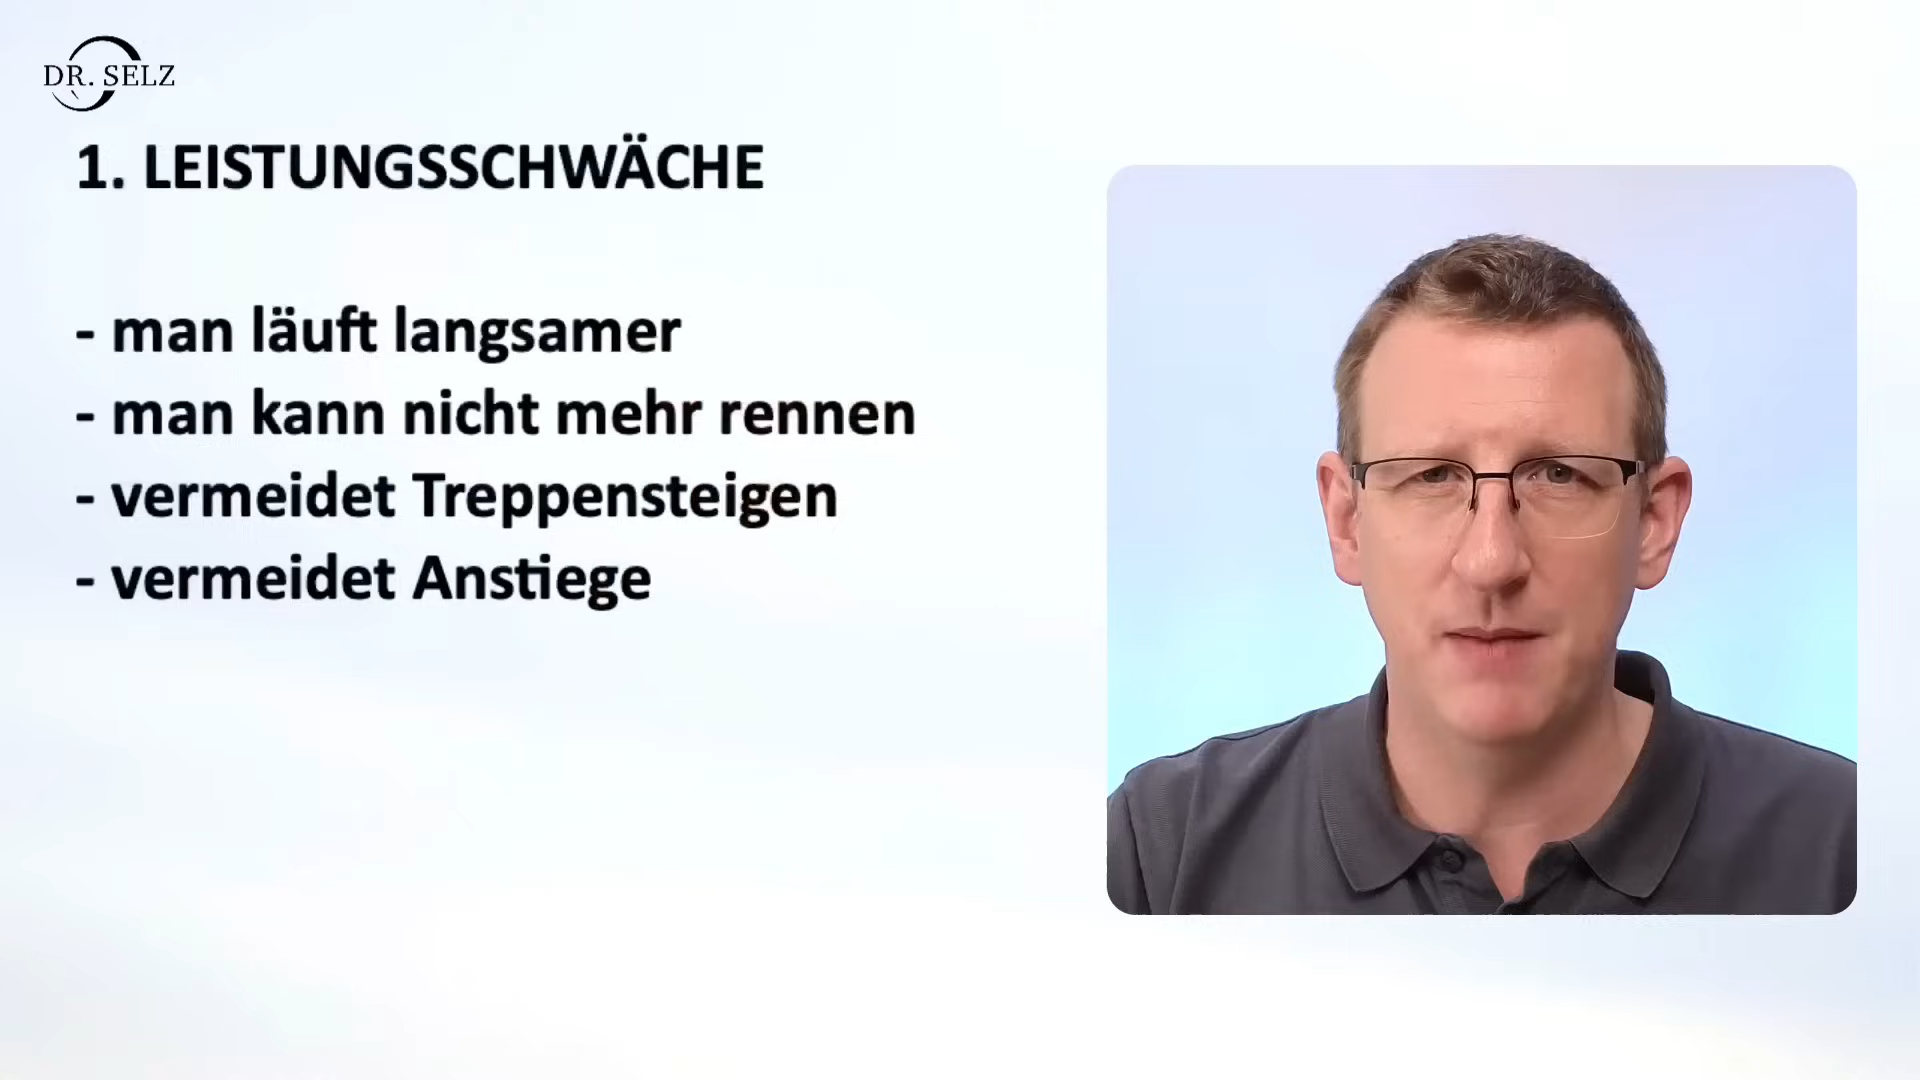 DR. SELZ
1. LEISTUNGSSCHWÄCHE
- man läuft langsamer
- man kann nicht mehr rennen
- vermeidet Treppensteigen
- vermeidet Anstiege